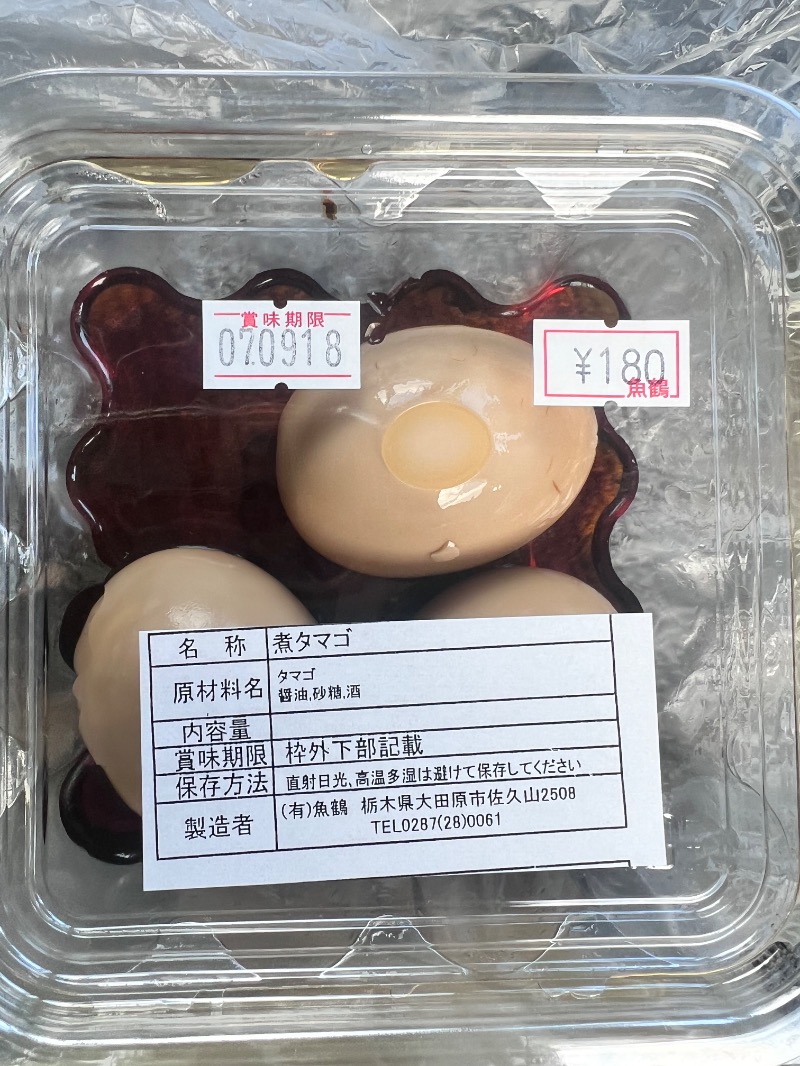 賞味期限
07.0918
¥180
魚鶴
名 称 煮タマゴ
原材料名 タマゴ
醤油,砂糖,酒
内容量
賞味期限 枠外下部記載
保存方法 直射日光、高温多湿は避けて保存してください
製造者 (有)魚鶴 栃木県大田原市佐久山2508
TEL0287(28)0061